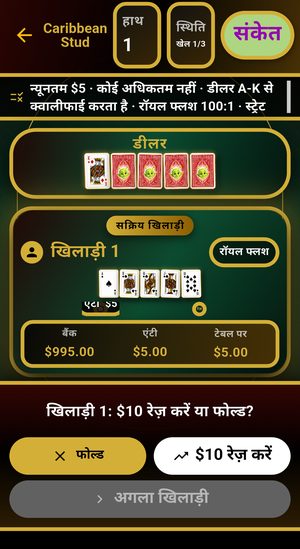 Caribbean
Stud
हाथ
1
स्थिति
खेल 1/3
संकेत
न्यूनतम $5 · कोई अधिकतम नहीं · डीलर A-K से
क्वालीफाई करता है · रॉयल फ्लश 100:1 · स्ट्रेट
डीलर
सक्रिय खिलाड़ी
खिलाड़ी 1
रॉयल फ्लश
एंटी $5
बैंक
एंटी
टेबल पर
$995.00
$5.00
$5.00
खिलाड़ी 1: $10 रेज़ करें या फोल्ड?
फोल्ड
$10 रेज़ करें
अगला खिलाड़ी